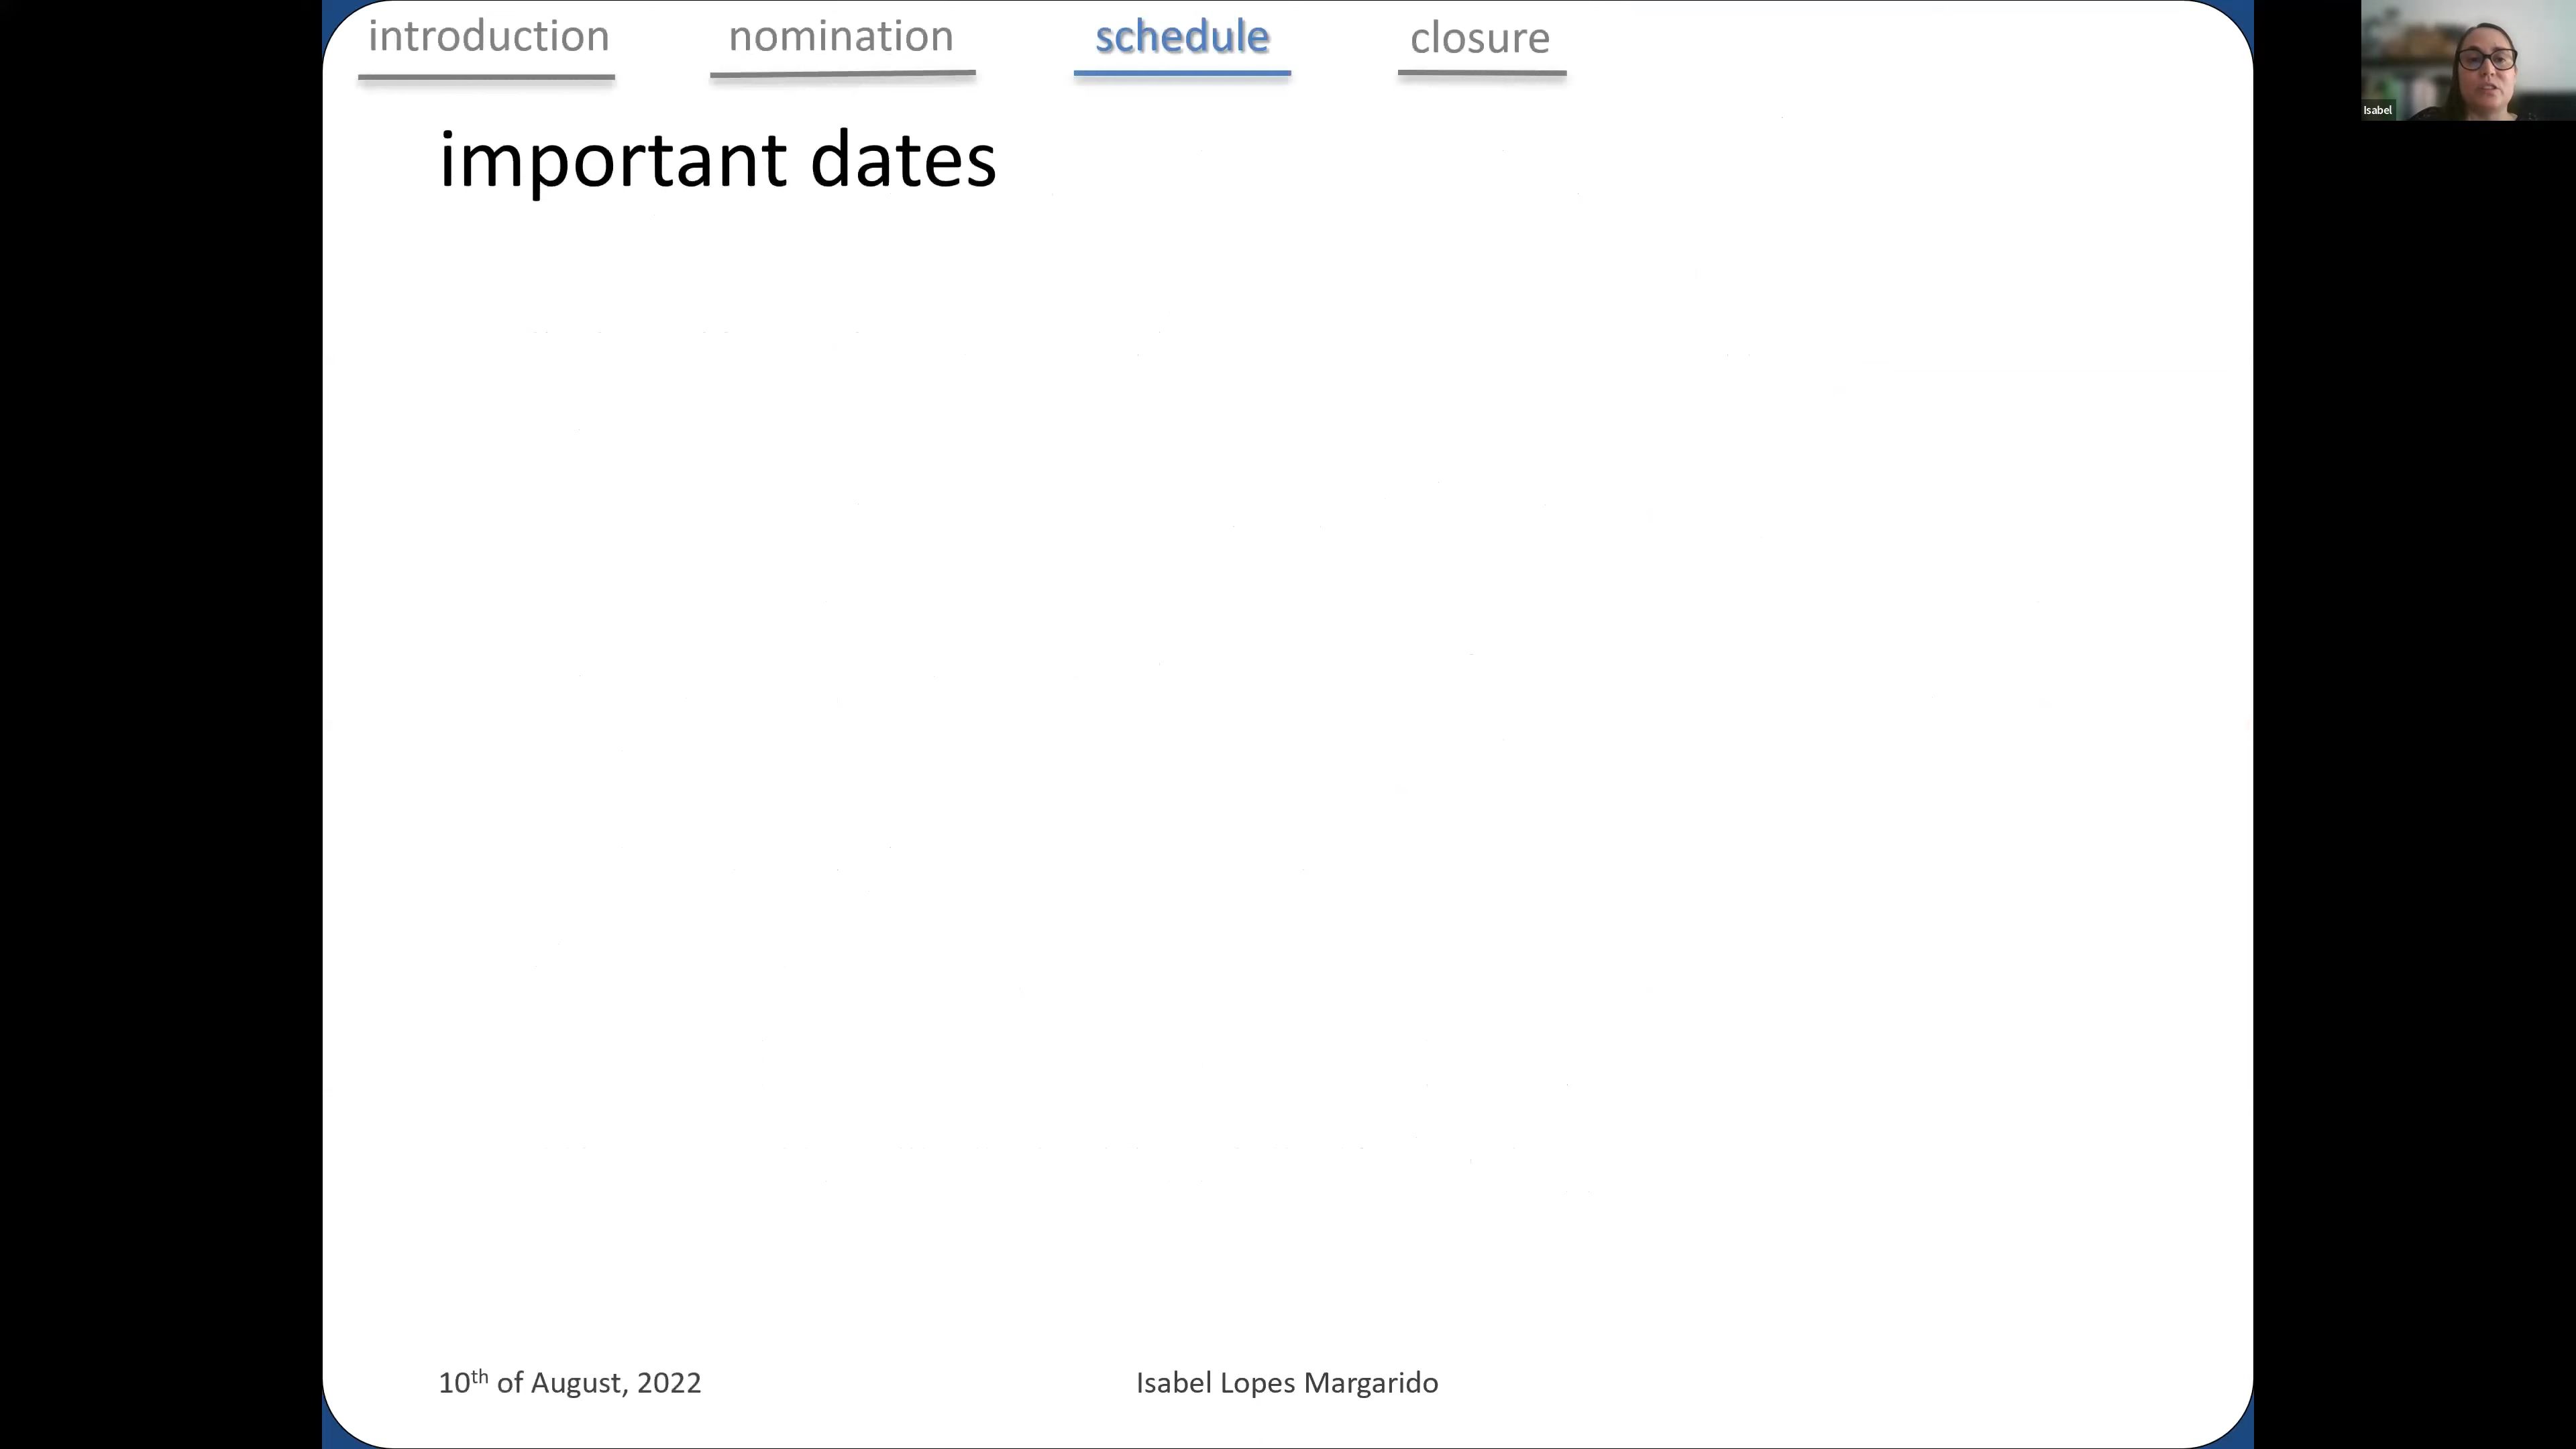 introduction nomination schedule closure
Isabel
important dates
10th of August, 2022 Isabel Lopes Margarido